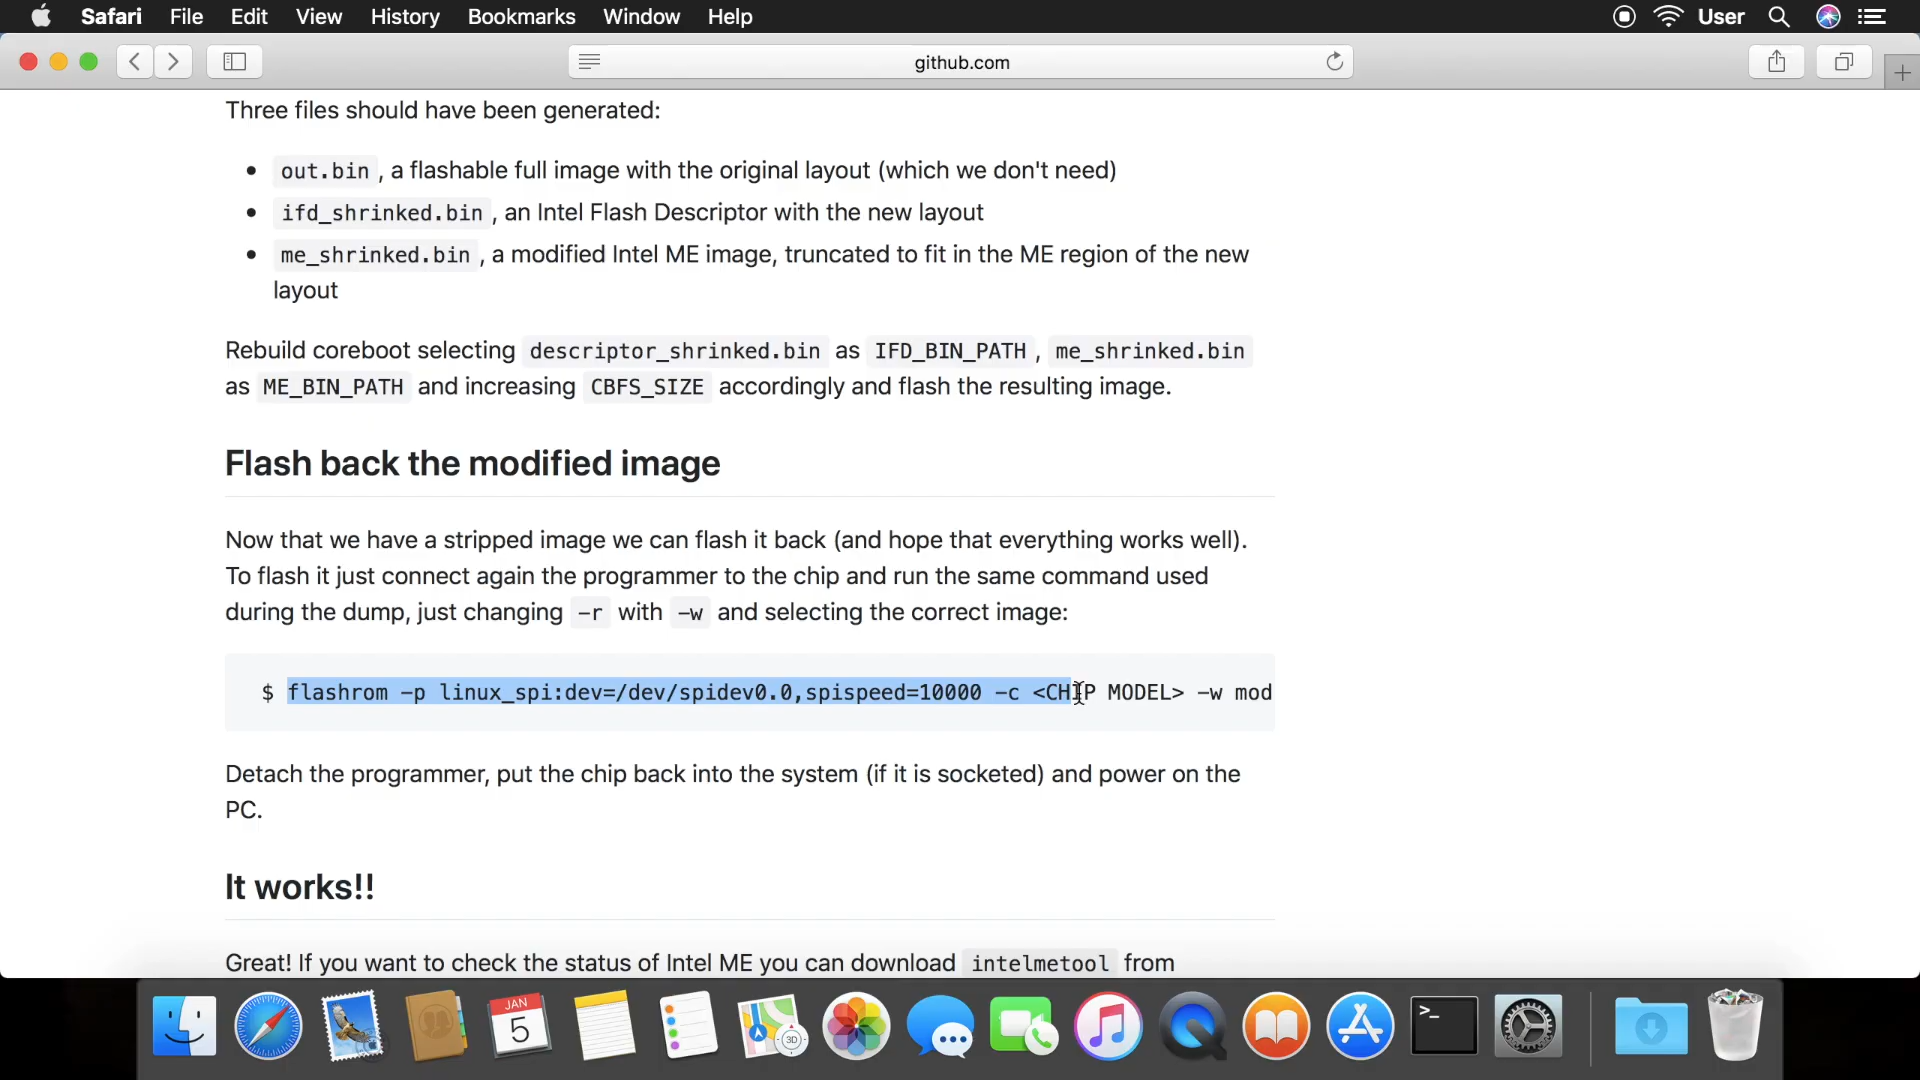 Safari File Edit View History Bookmarks Window Help User
github.com
Three files should have been generated:
• out.bin , a flashable full image with the original layout (which we don't need)
• ifd_shrinked.bin , an Intel Flash Descriptor with the new layout
• me_shrinked.bin , a modified Intel ME image, truncated to fit in the ME region of the new
layout
Rebuild coreboot selecting descriptor_shrinked.bin as IFD_BIN_PATH , me_shrinked.bin
as ME_BIN_PATH and increasing CBFS_SIZE accordingly and flash the resulting image.
Flash back the modified image
Now that we have a stripped image we can flash it back (and hope that everything works well).
To flash it just connect again the programmer to the chip and run the same command used
during the dump, just changing -r with -w and selecting the correct image:
$ flashrom -p linux_spi:dev=/dev/spidev0.0,spispeed=10000 -c <CHIP MODEL> -w mod
Detach the programmer, put the chip back into the system (if it is socketed) and power on the
PC.
It works!!
Great! If you want to check the status of Intel ME you can download intelmetool from
JAN
5
3D
>_